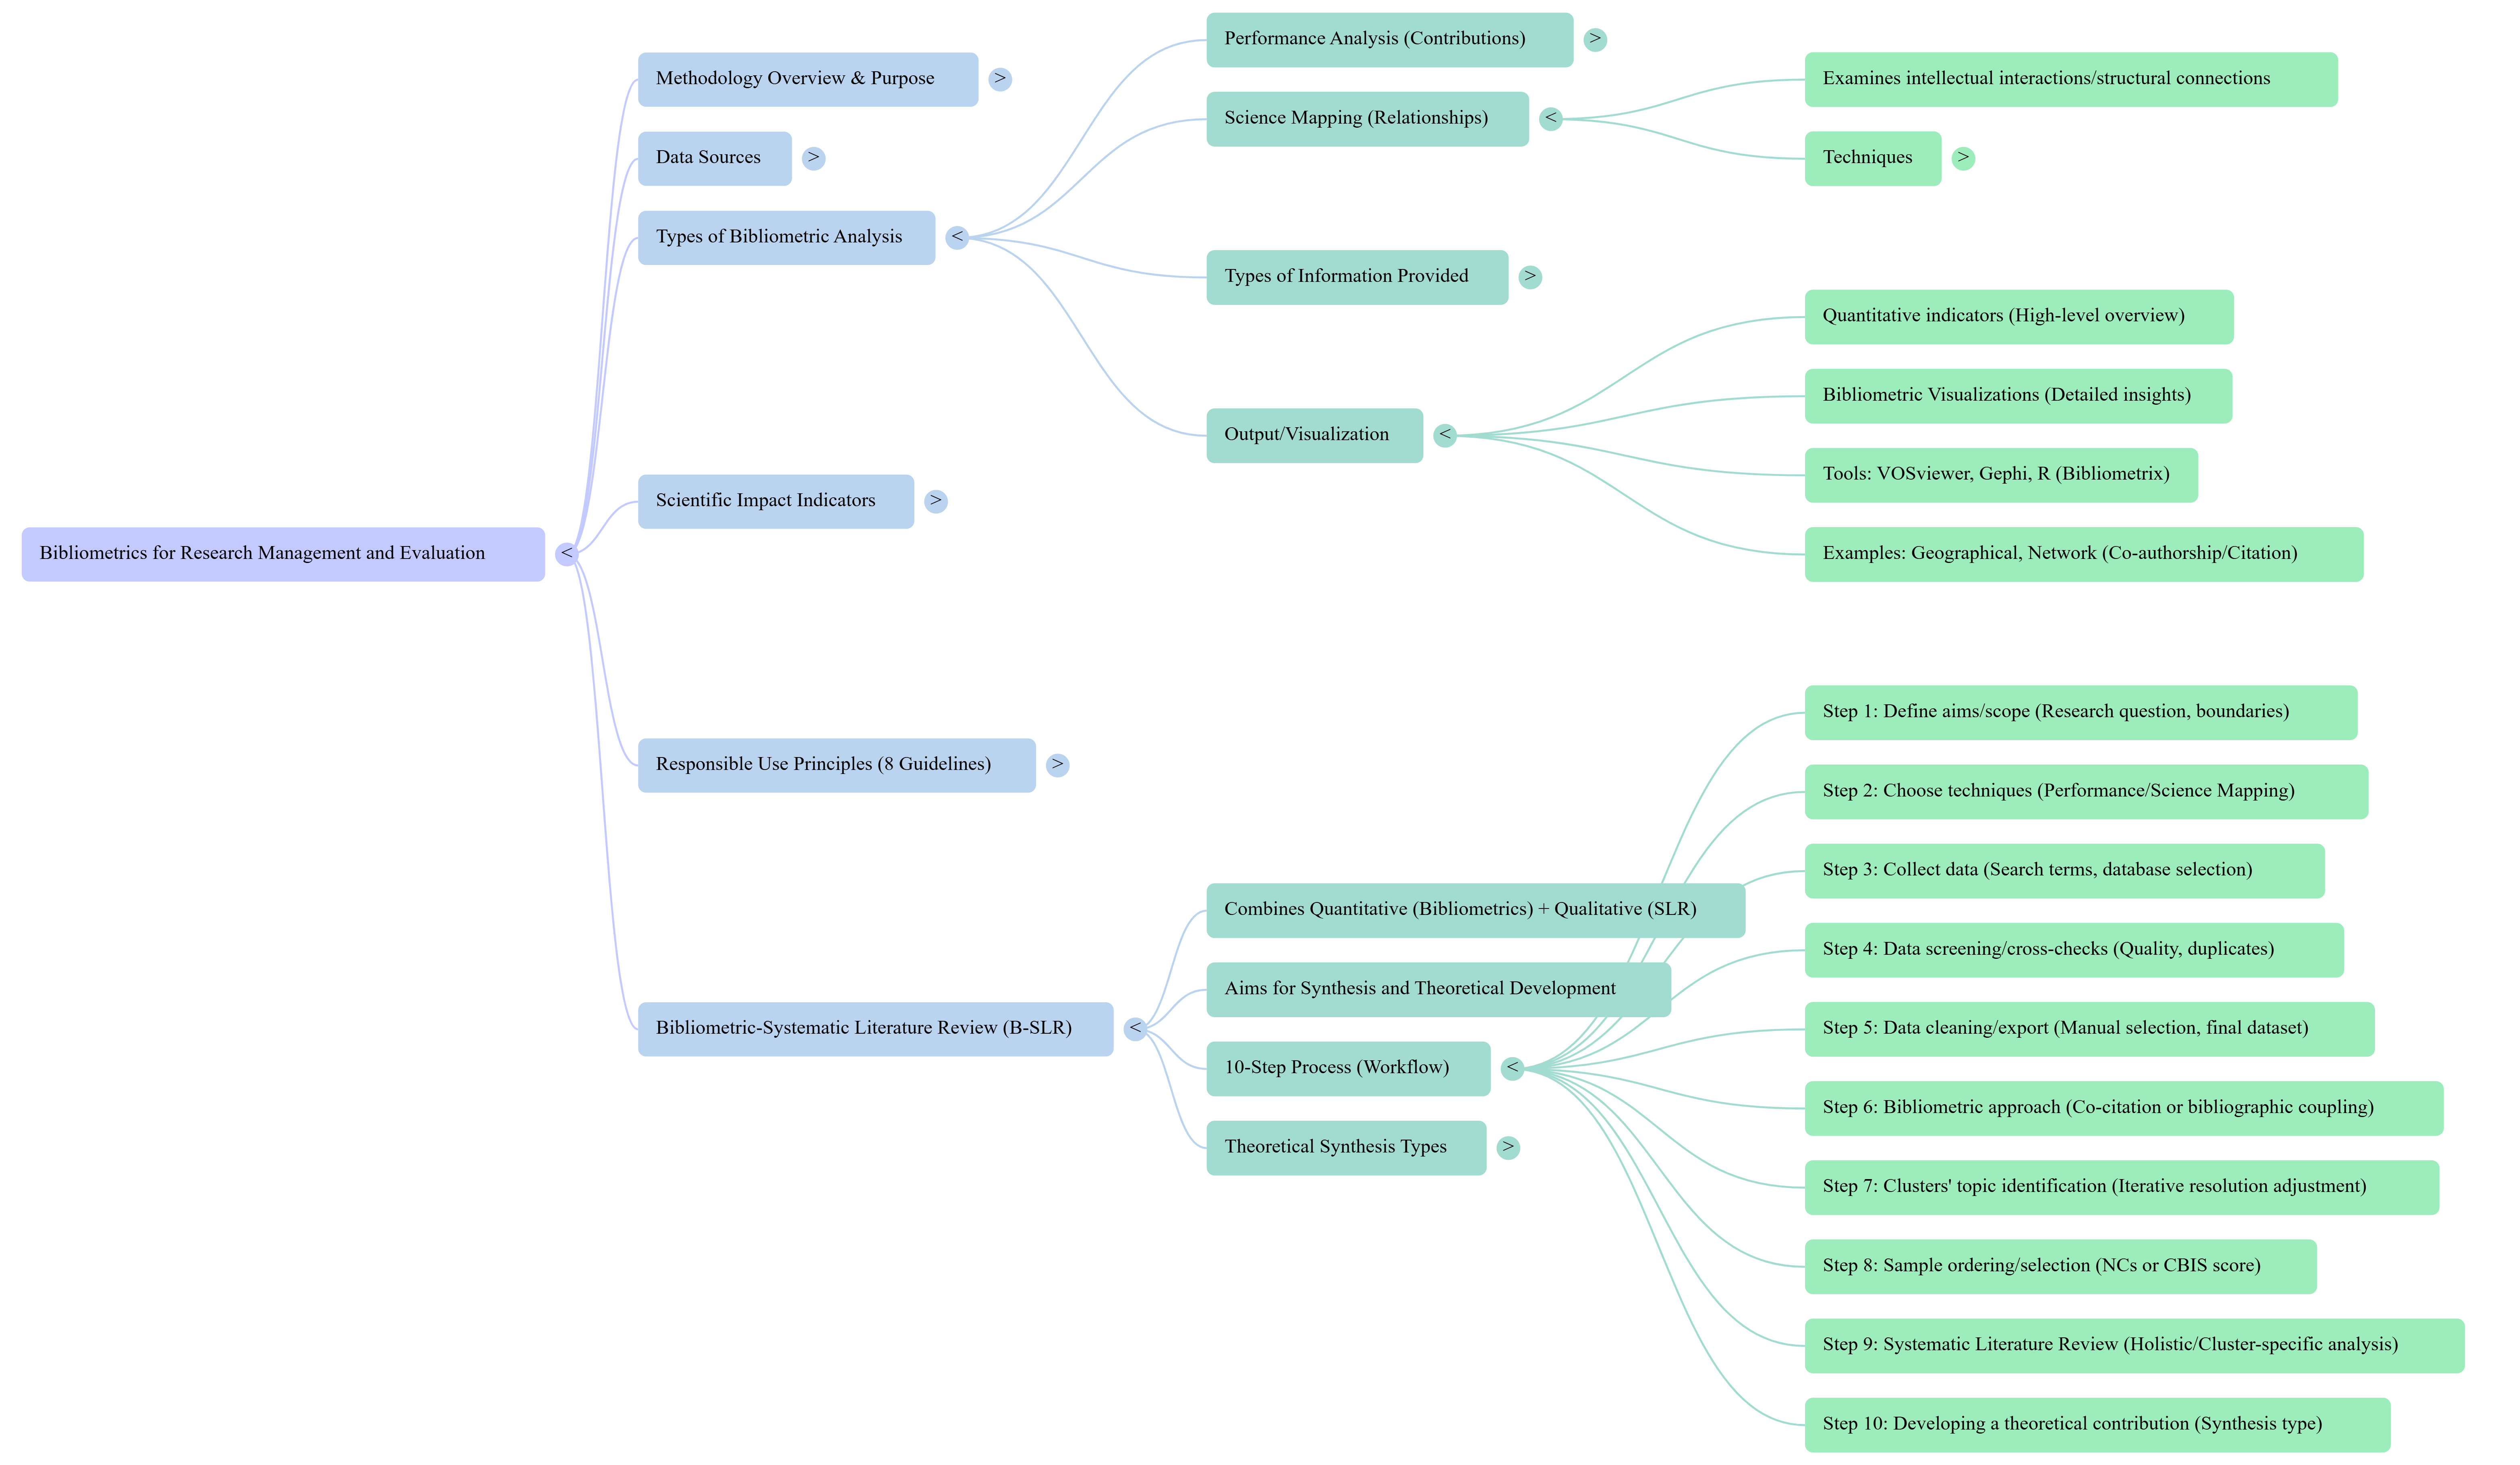 Bibliometrics for Research Management and Evaluation
<
Methodology Overview & Purpose
>
Data Sources
>
Types of Bibliometric Analysis
<
Performance Analysis (Contributions)
>
Science Mapping (Relationships)
<
Examines intellectual interactions/structural connections
Techniques
>
Types of Information Provided
>
Output/Visualization
<
Quantitative indicators (High-level overview)
Bibliometric Visualizations (Detailed insights)
Tools: VOSviewer, Gephi, R (Bibliometrix)
Examples: Geographical, Network (Co-authorship/Citation)
Scientific Impact Indicators
>
Responsible Use Principles (8 Guidelines)
>
Bibliometric-Systematic Literature Review (B-SLR)
<
Combines Quantitative (Bibliometrics) + Qualitative (SLR)
Aims for Synthesis and Theoretical Development
10-Step Process (Workflow)
<
Step 1: Define aims/scope (Research question, boundaries)
Step 2: Choose techniques (Performance/Science Mapping)
Step 3: Collect data (Search terms, database selection)
Step 4: Data screening/cross-checks (Quality, duplicates)
Step 5: Data cleaning/export (Manual selection, final dataset)
Step 6: Bibliometric approach (Co-citation or bibliographic coupling)
Step 7: Clusters' topic identification (Iterative resolution adjustment)
Step 8: Sample ordering/selection (NCs or CBIS score)
Step 9: Systematic Literature Review (Holistic/Cluster-specific analysis)
Step 10: Developing a theoretical contribution (Synthesis type)
Theoretical Synthesis Types
>